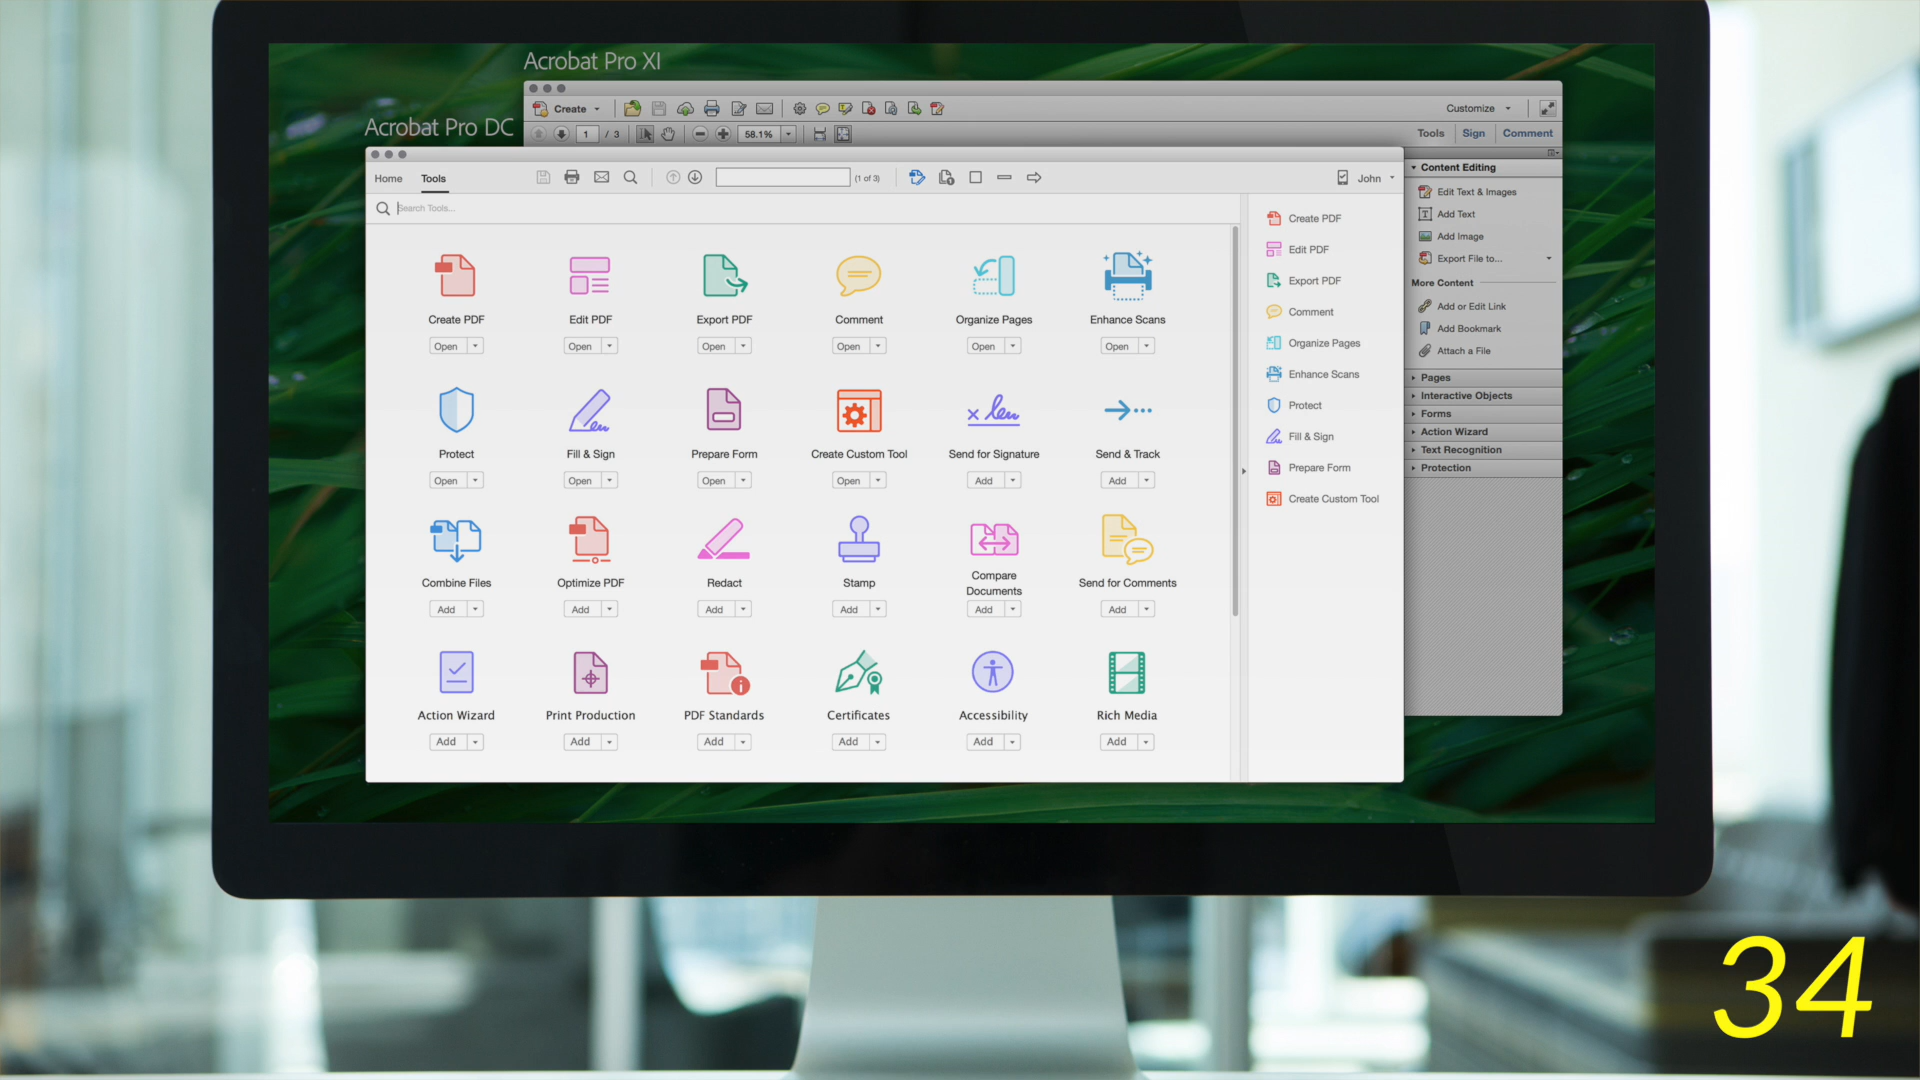 Acrobat Pro XI
Create
Customize
Acrobat Pro DC
1 / 3
58.1%
Tools
Sign
Comment
Home
Tools
(1 of 3)
John
Search Tools...
Create PDF
Open
Edit PDF
Open
Export PDF
Open
Comment
Open
Organize Pages
Open
Enhance Scans
Open
Protect
Open
Fill & Sign
Open
Prepare Form
Open
Create Custom Tool
Open
Send for Signature
Add
Send & Track
Add
Combine Files
Add
Optimize PDF
Add
Redact
Add
Stamp
Add
Compare
Documents
Add
Send for Comments
Add
Action Wizard
Add
Print Production
Add
PDF Standards
Add
Certificates
Add
Accessibility
Add
Rich Media
Add
Create PDF
Edit PDF
Export PDF
Comment
Organize Pages
Enhance Scans
Protect
Fill & Sign
Prepare Form
Create Custom Tool
Content Editing
Edit Text & Images
Add Text
Add Image
Export File to...
More Content
Add or Edit Link
Add Bookmark
Attach a File
Pages
Interactive Objects
Forms
Action Wizard
Text Recognition
Protection
34